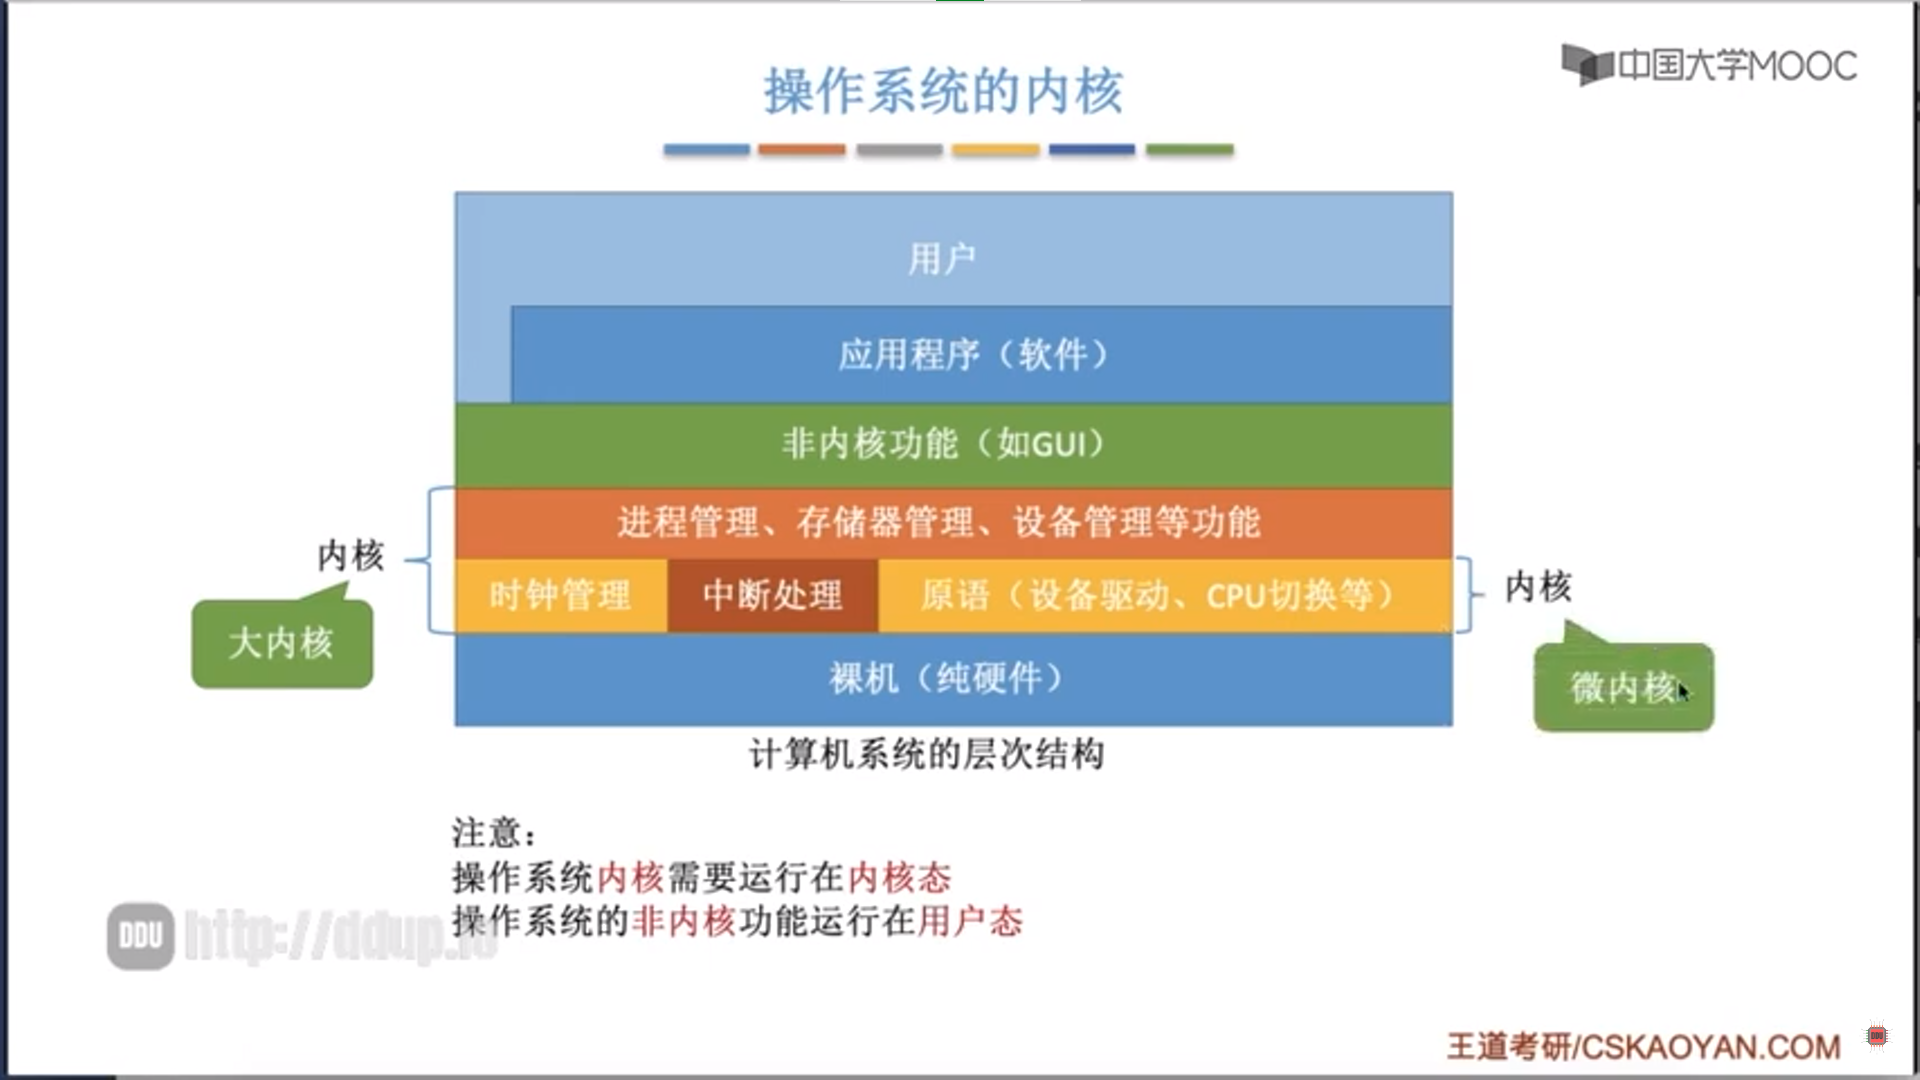 中国大学MOOC
操作系统的内核
用户
应用程序（软件）
非内核功能（如GUI）
进程管理、存储器管理、设备管理等功能
内核
大内核
时钟管理
中断处理
原语（设备驱动、CPU切换等）
内核
微内核
裸机（纯硬件）
计算机系统的层次结构
注意：
操作系统内核需要运行在内核态
操作系统的非内核功能运行在用户态
DDU http://ddup.io
王道考研/CSKAOYAN.COM